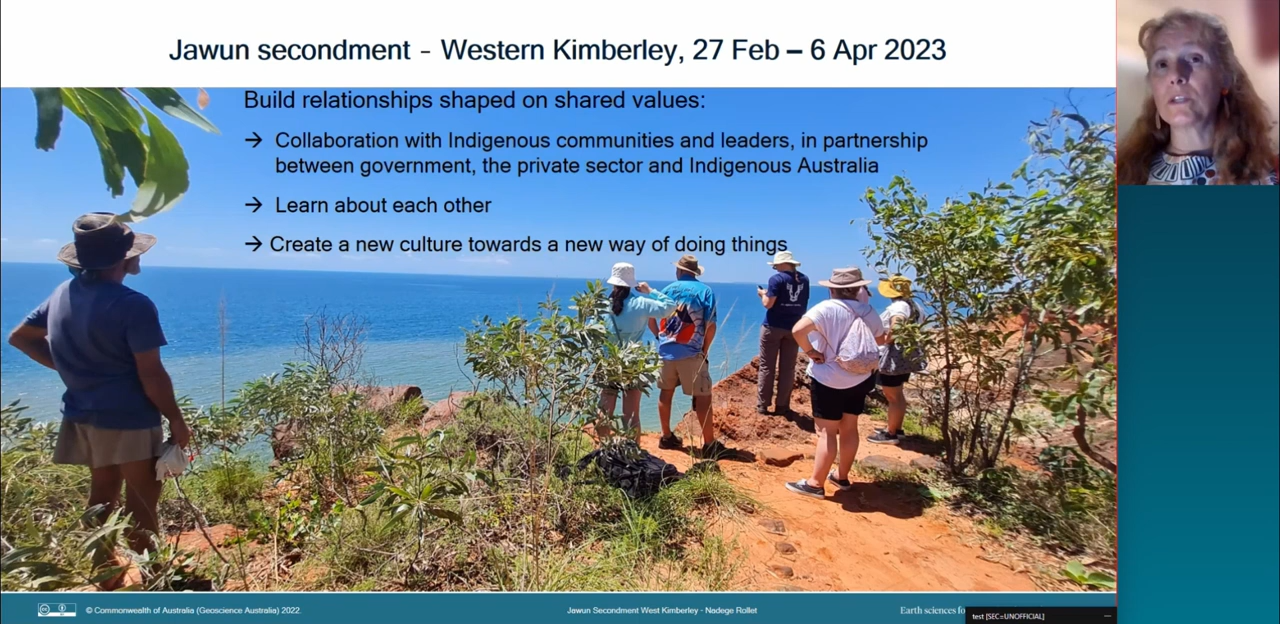 Jawun secondment - Western Kimberley, 27 Feb – 6 Apr 2023
Build relationships shaped on shared values:
→ Collaboration with Indigenous communities and leaders, in partnership
between government, the private sector and Indigenous Australia
→ Learn about each other
→ Create a new culture towards a new way of doing things
© Commonwealth of Australia (Geoscience Australia) 2022.
Jawun Secondment West Kimberley - Nadege Rollet
Earth sciences
test [SEC=UNOFFICIAL]